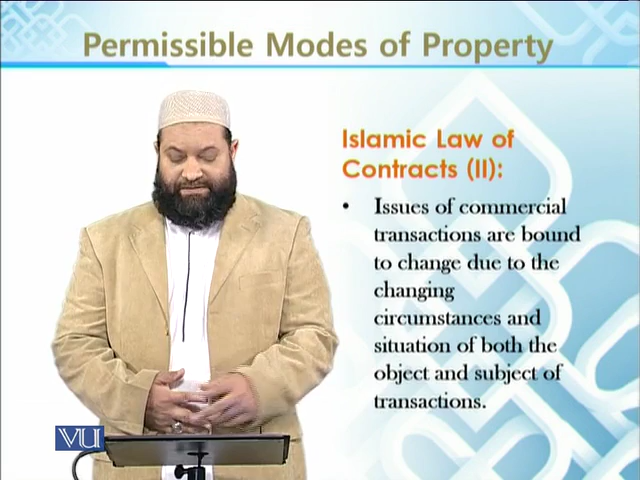 Permissible Modes of Property
Islamic Law of
Contracts (II):
• Issues of commercial
transactions are bound
to change due to the
changing
circumstances and
situation of both the
object and subject of
transactions.
VU